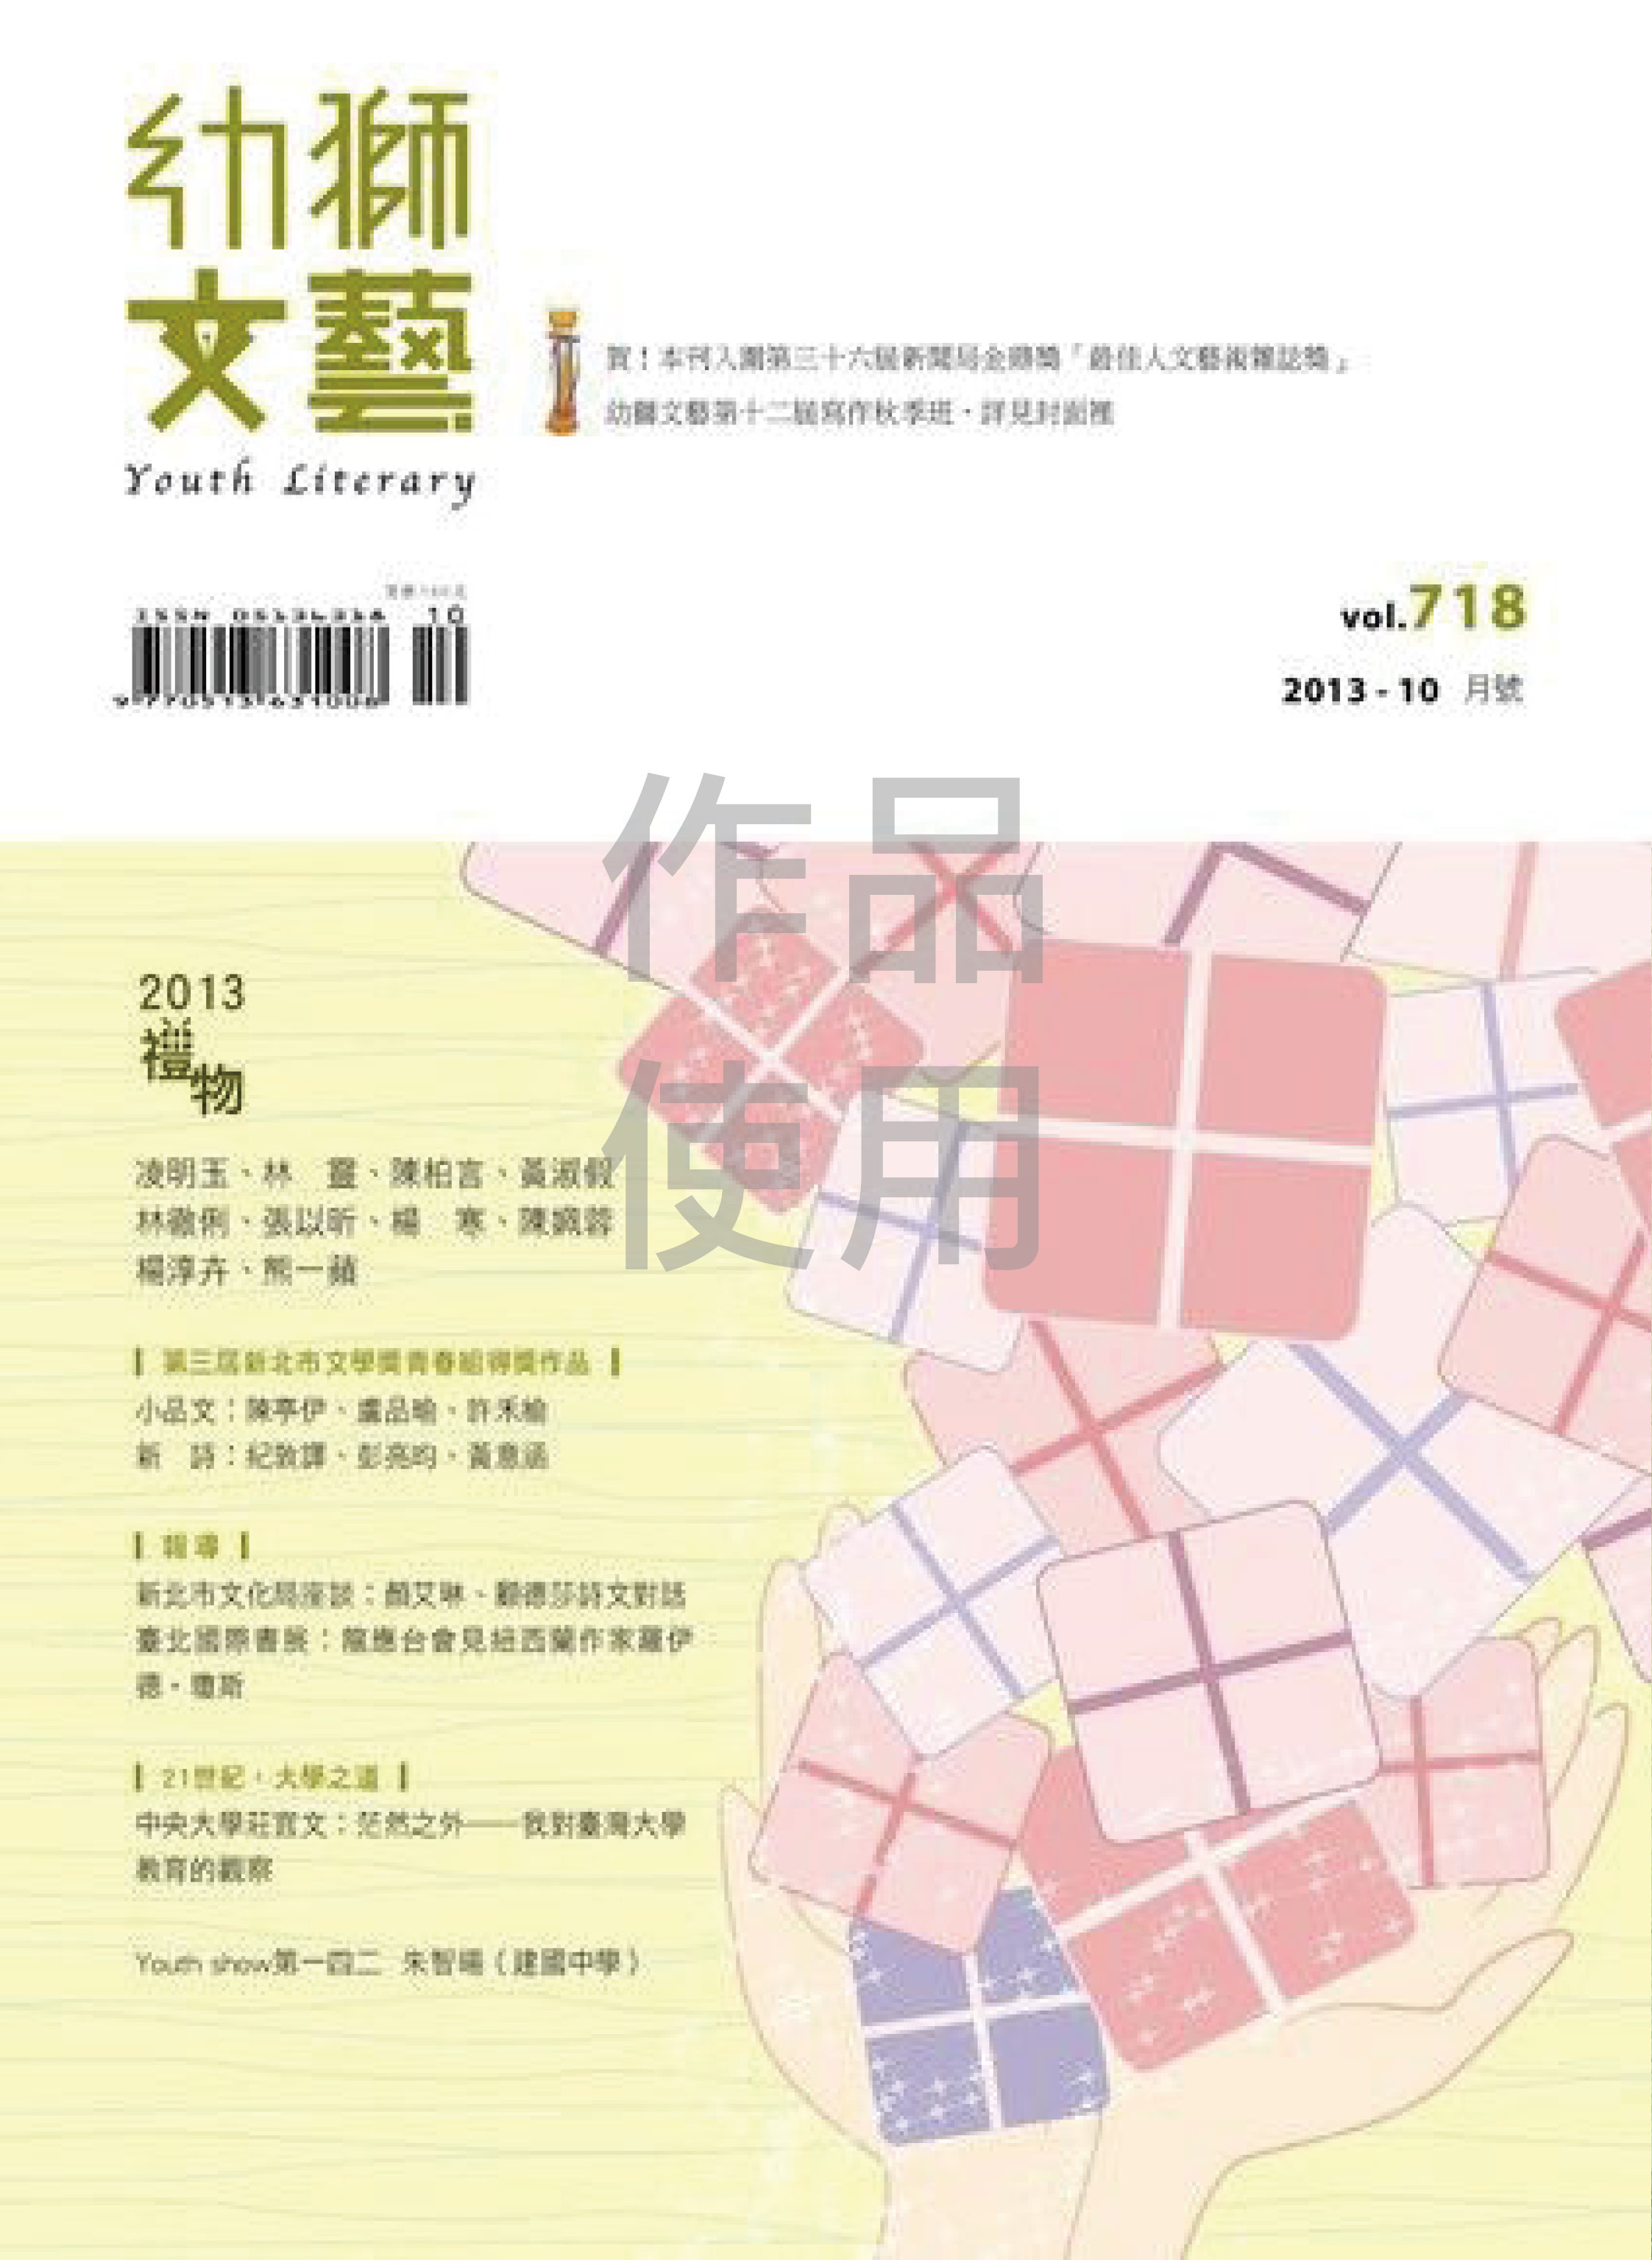 幼獅
文藝
Youth Literary
賀！本刊入圍第三十六屆新聞局金鼎獎「最佳人文藝術雜誌獎」
幼獅文藝第十二屆寫作秋季班・詳見封面裡
10
vol.718
2013 - 10 月號
作品
使用
2013
禮物
凌明玉、林 靈、陳柏言、黃淑假
林徹俐、張以昕、楊 寒、陳姵蓉
楊淳卉、熊一蘋
第三屆新北市文學獎青春組得獎作品
小品文：陳亭伊、盧品瑜、許禾榆
新 詩：紀敦譯、彭亮昀、黃意涵
報導
新北市文化局座談：顏艾琳、顧德莎詩文對話
臺北國際書展：龍應台會見紐西蘭作家羅伊
德・瓊斯
21世紀，大學之道
中央大學莊宜文：茫然之外——我對臺灣大學
教育的觀察
Youth show第一四二 朱智暘（建國中學）